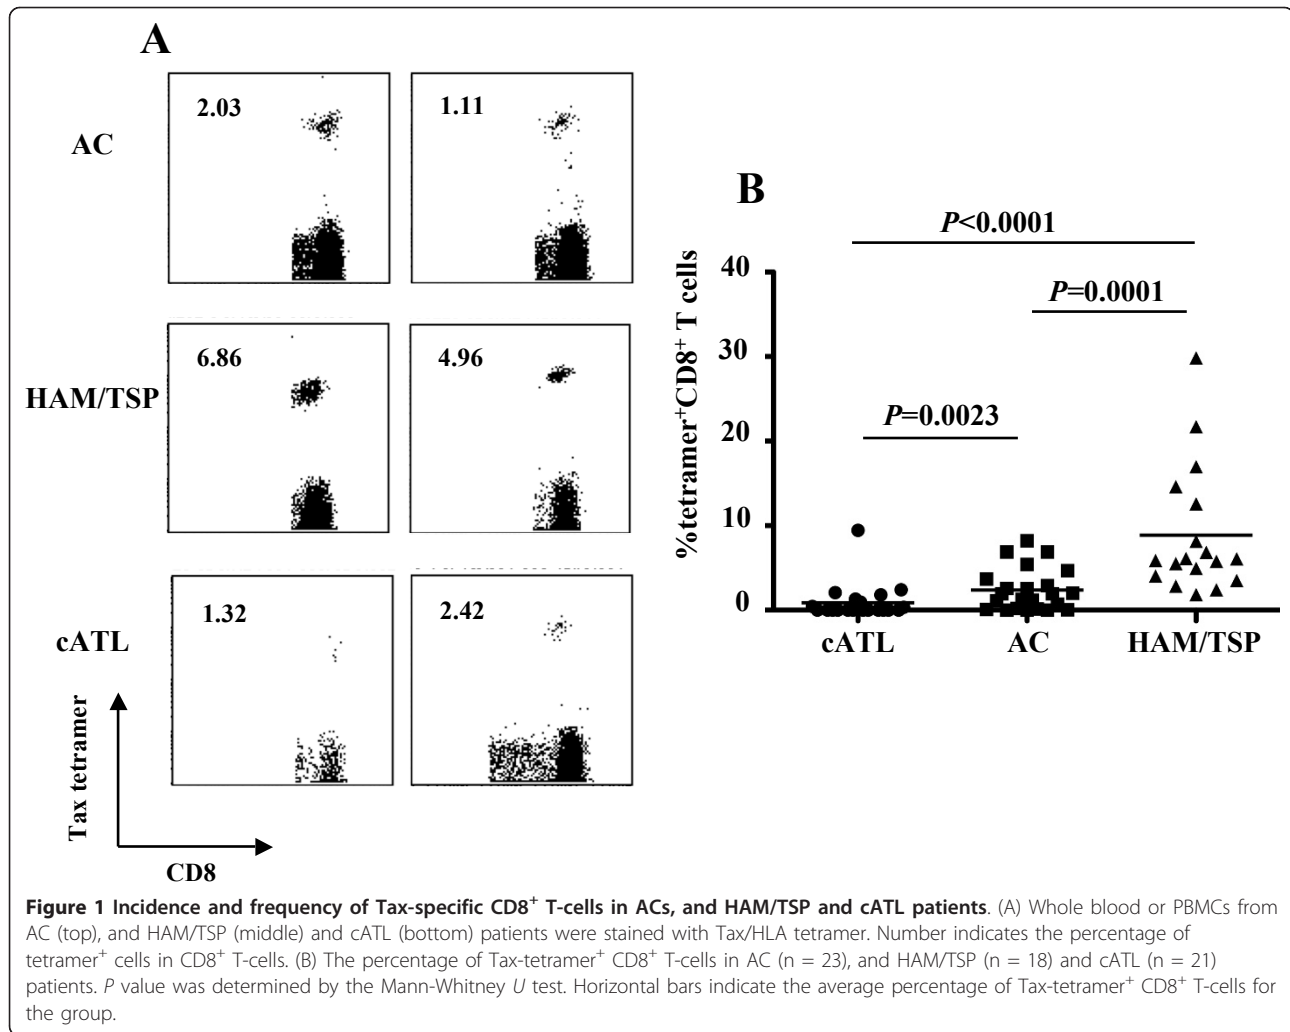 A
AC
2.03
1.11
HAM/TSP
6.86
4.96
cATL
1.32
2.42
Tax tetramer
CD8
B
P<0.0001
P=0.0001
P=0.0023
%tetramer⁺CD8⁺ T cells
40
30
20
10
0
cATL
AC
HAM/TSP
Figure 1 Incidence and frequency of Tax-specific CD8⁺ T-cells in ACs, and HAM/TSP and cATL patients. (A) Whole blood or PBMCs from
AC (top), and HAM/TSP (middle) and cATL (bottom) patients were stained with Tax/HLA tetramer. Number indicates the percentage of
tetramer⁺ cells in CD8⁺ T-cells. (B) The percentage of Tax-tetramer⁺ CD8⁺ T-cells in AC (n = 23), and HAM/TSP (n = 18) and cATL (n = 21)
patients. P value was determined by the Mann-Whitney U test. Horizontal bars indicate the average percentage of Tax-tetramer⁺ CD8⁺ T-cells for
the group.